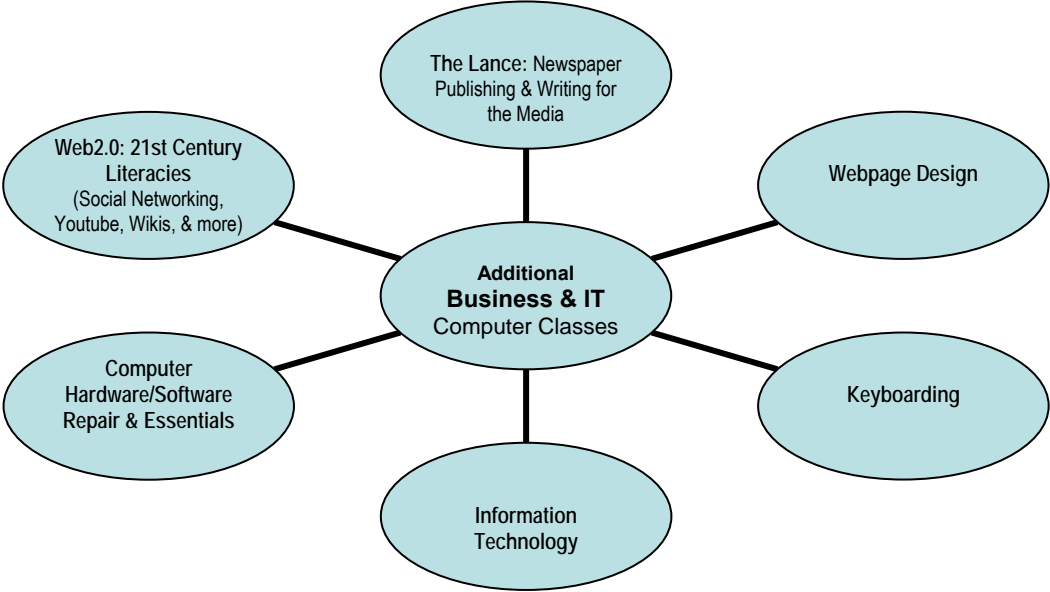 The Lance: Newspaper
Publishing & Writing for
the Media
Web2.0: 21st Century
Literacies
(Social Networking,
Youtube, Wikis, & more)
Webpage Design
Additional
Business & IT
Computer Classes
Computer
Hardware/Software
Repair & Essentials
Keyboarding
Information
Technology